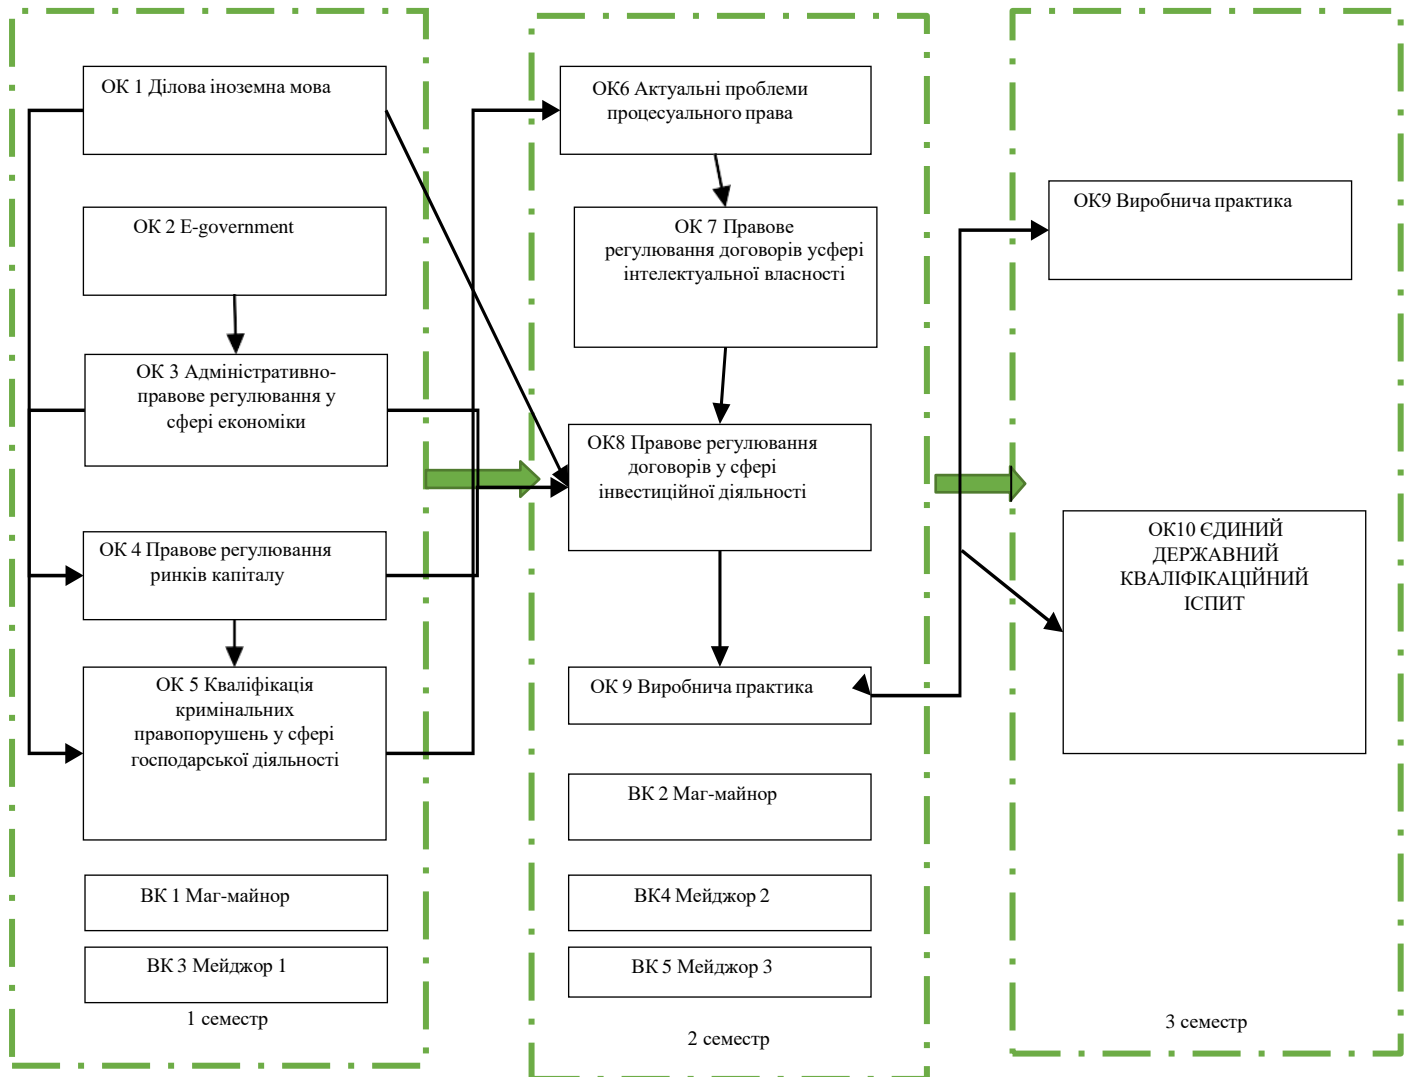 ОК 1 Ділова іноземна мова
ОК 2 E-government
ОК 3 Адміністративно-
правове регулювання у
сфері економіки
ОК 4 Правове регулювання
ринків капіталу
ОК 5 Кваліфікація
кримінальних
правопорушень у сфері
господарської діяльності
ВК 1 Маг-майнор
ВК 3 Мейджор 1
1 семестр
ОК6 Актуальні проблеми
процесуального права
ОК 7 Правове
регулювання договорів усфері
інтелектуальної власності
ОК8 Правове регулювання
договорів у сфері
інвестиційної діяльності
ОК 9 Виробнича практика
ВК 2 Маг-майнор
ВК4 Мейджор 2
ВК 5 Мейджор 3
2 семестр
ОК9 Виробнича практика
ОК10 ЄДИНИЙ
ДЕРЖАВНИЙ
КВАЛІФІКАЦІЙНИЙ
ІСПИТ
3 семестр